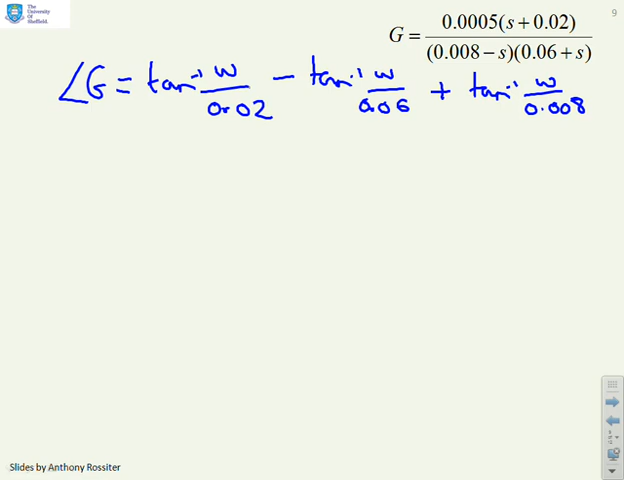 The
University
Of
Sheffield.
9
G = 0.0005(s + 0.02) / (0.008 − s)(0.06 + s)
∠G = tan⁻¹ w/0.02 − tan⁻¹ w/0.06 + tan⁻¹ w/0.008
Slides by Anthony Rossiter